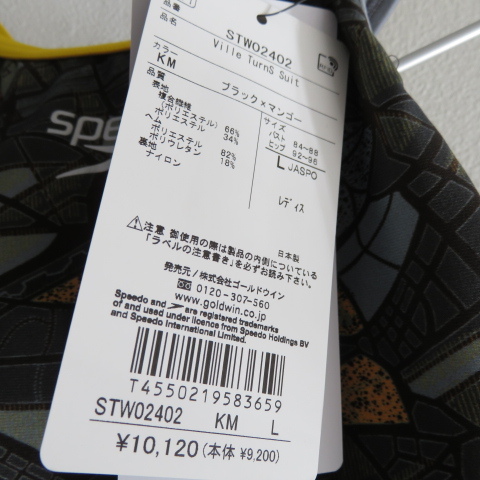 品番
STW02402
品名
Ville TurnS Suit
カラー
KM
ブラック×マンゴー
品質
表地
複合繊維
(ポリエステル) 66%
ポリエステル 34%
ヘム
ポリエステル
ポリウレタン 82%
裏地 18%
ナイロン
サイズ
バスト 84-88
ヒップ 92-96
L JASPO
レディス
日本製
注意 御使用の際は製品の内側についている
「ラベルの注意書き」を必ずお読み下さい。
発売元/株式会社ゴールドウイン
0120-307-560
www.goldwin.co.jp
Speedo and are registered trademarks
of and used under licence from Speedo Holdings BV
and Speedo International Limited.
T4550219583659
STW02402 KM L
¥10,120(本体 ¥9,200)